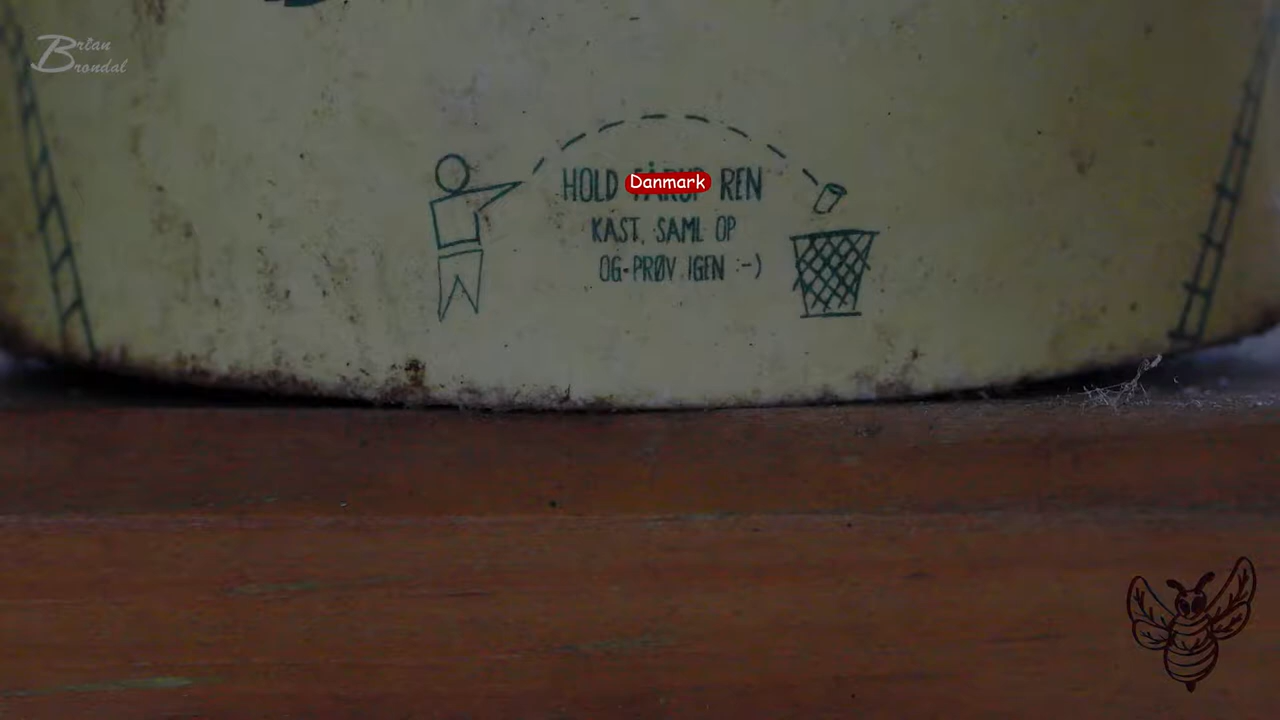 Brian
Brondal
HOLD Danmark REN
KAST, SAML OP
OG PRØV IGEN :-)